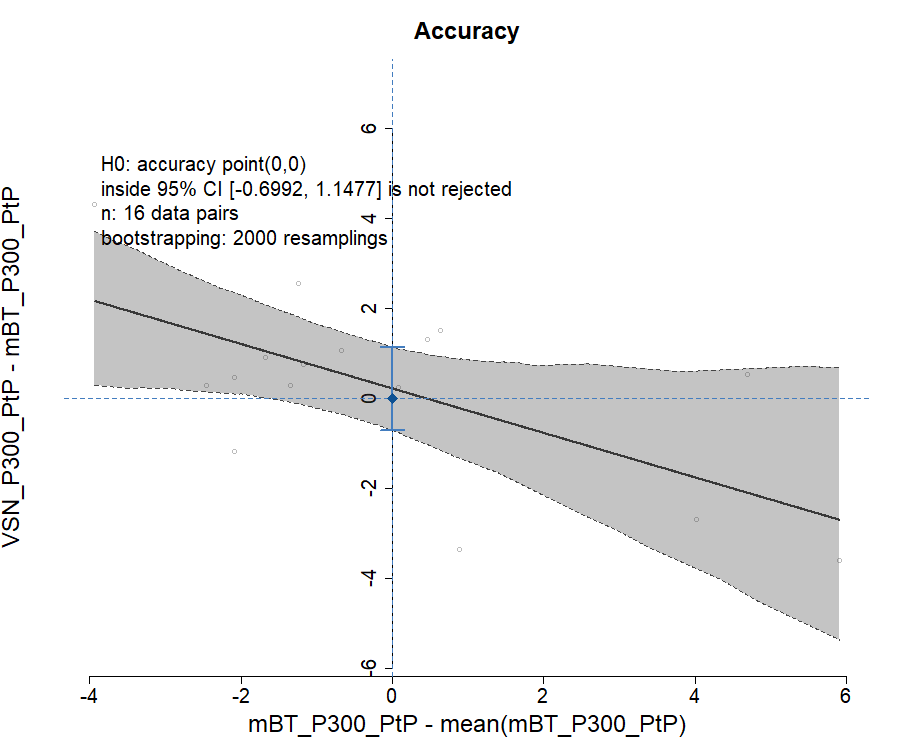 Accuracy
H0: accuracy point(0,0)
inside 95% CI [-0.6992, 1.1477] is not rejected
n: 16 data pairs
bootstrapping: 2000 resamplings
VSN_P300_PtP - mBT_P300_PtP
6
4
2
0
-2
-4
-6
-4 -2 0 2 4 6
mBT_P300_PtP - mean(mBT_P300_PtP)